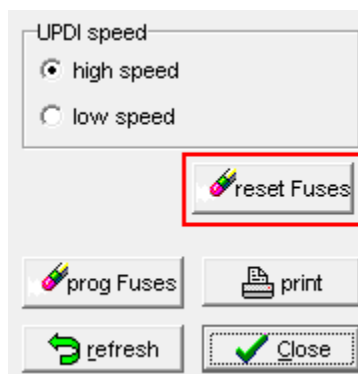 UPDI speed
high speed
low speed
reset Fuses
prog Fuses
print
refresh
Close